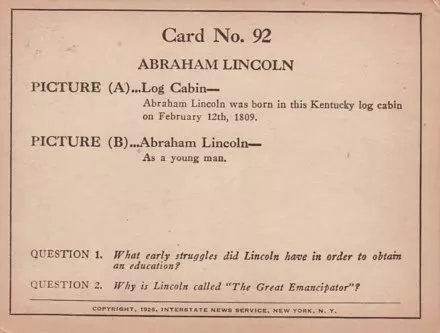 Card No. 92
ABRAHAM LINCOLN
PICTURE (A)...Log Cabin—
Abraham Lincoln was born in this Kentucky log cabin
on February 12th, 1809.
PICTURE (B)...Abraham Lincoln—
As a young man.
QUESTION 1. What early struggles did Lincoln have in order to obtain
an education?
QUESTION 2. Why is Lincoln called "The Great Emancipator"?
COPYRIGHT, 1925, INTERSTATE NEWS SERVICE, NEW YORK, N. Y.